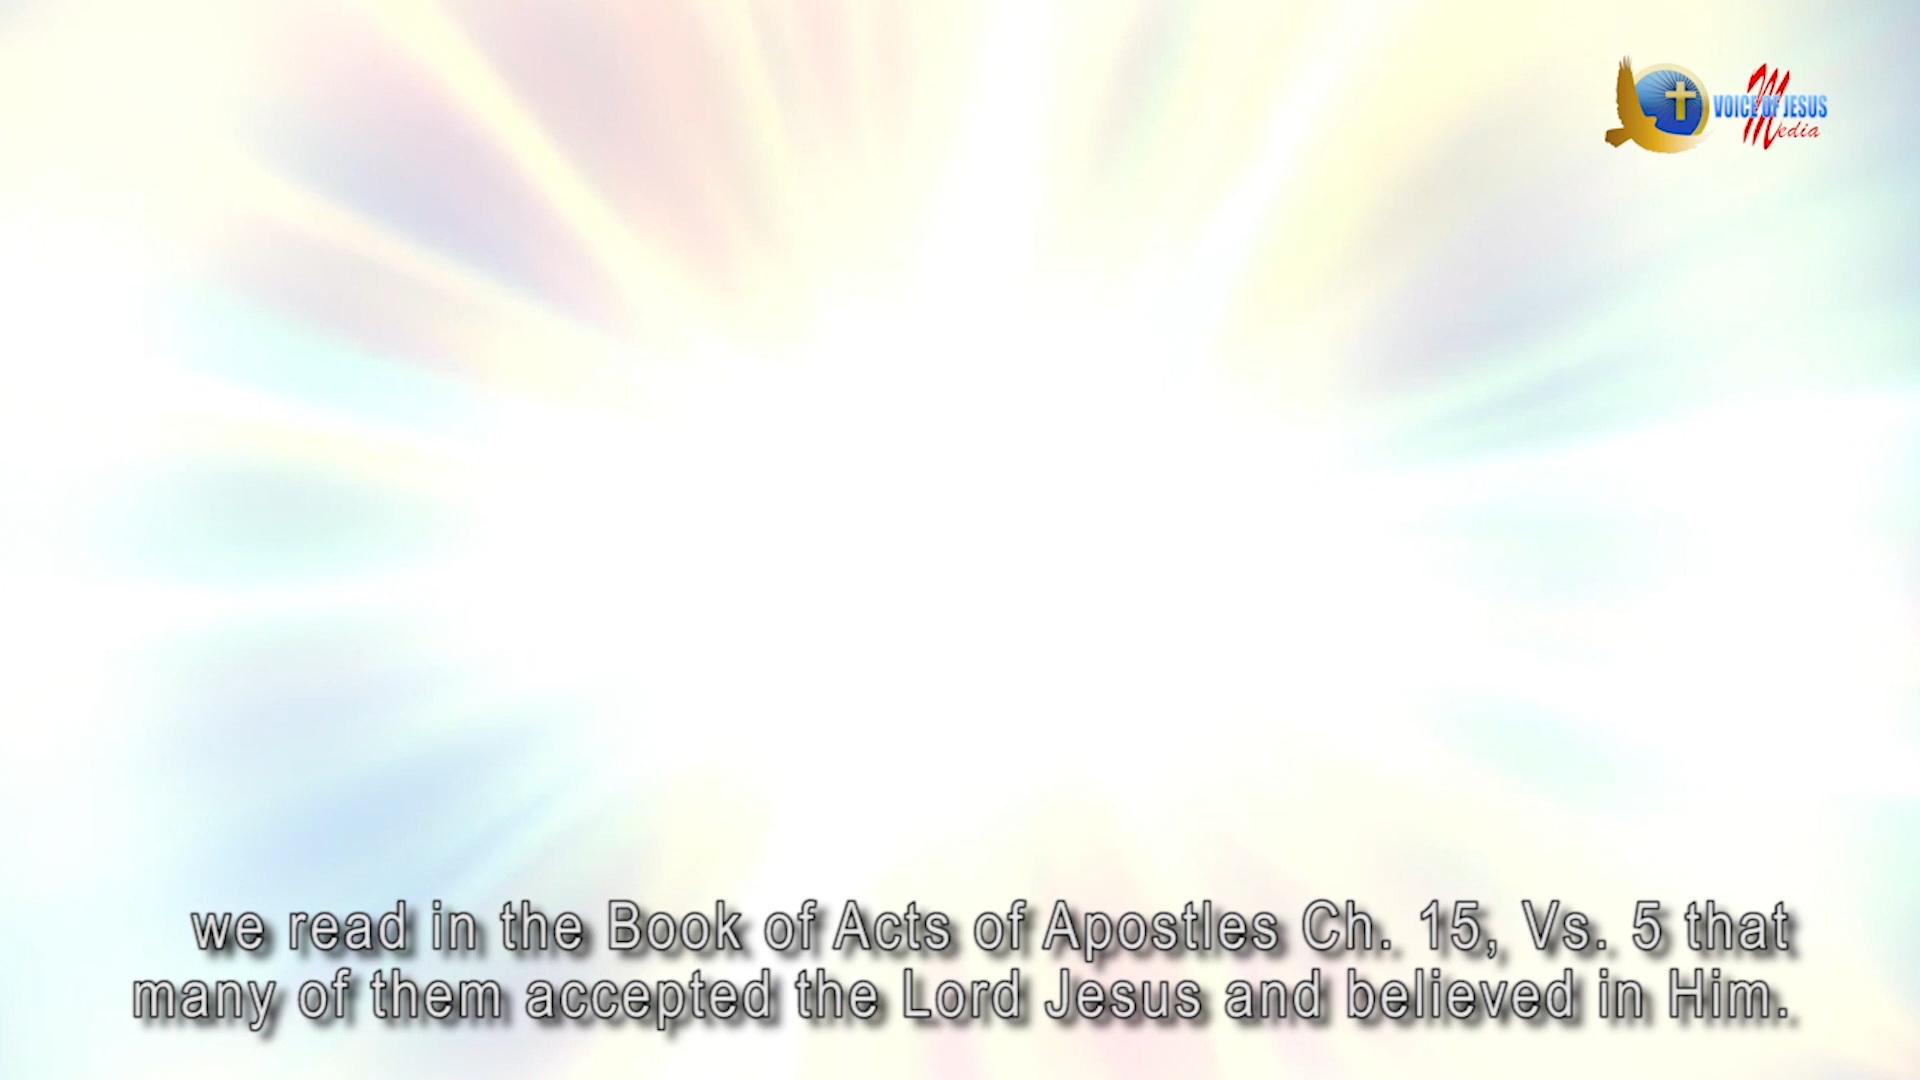 VOICE OF JESUS
Media
we read in the Book of Acts of Apostles Ch. 15, Vs. 5 that
many of them accepted the Lord Jesus and believed in Him.